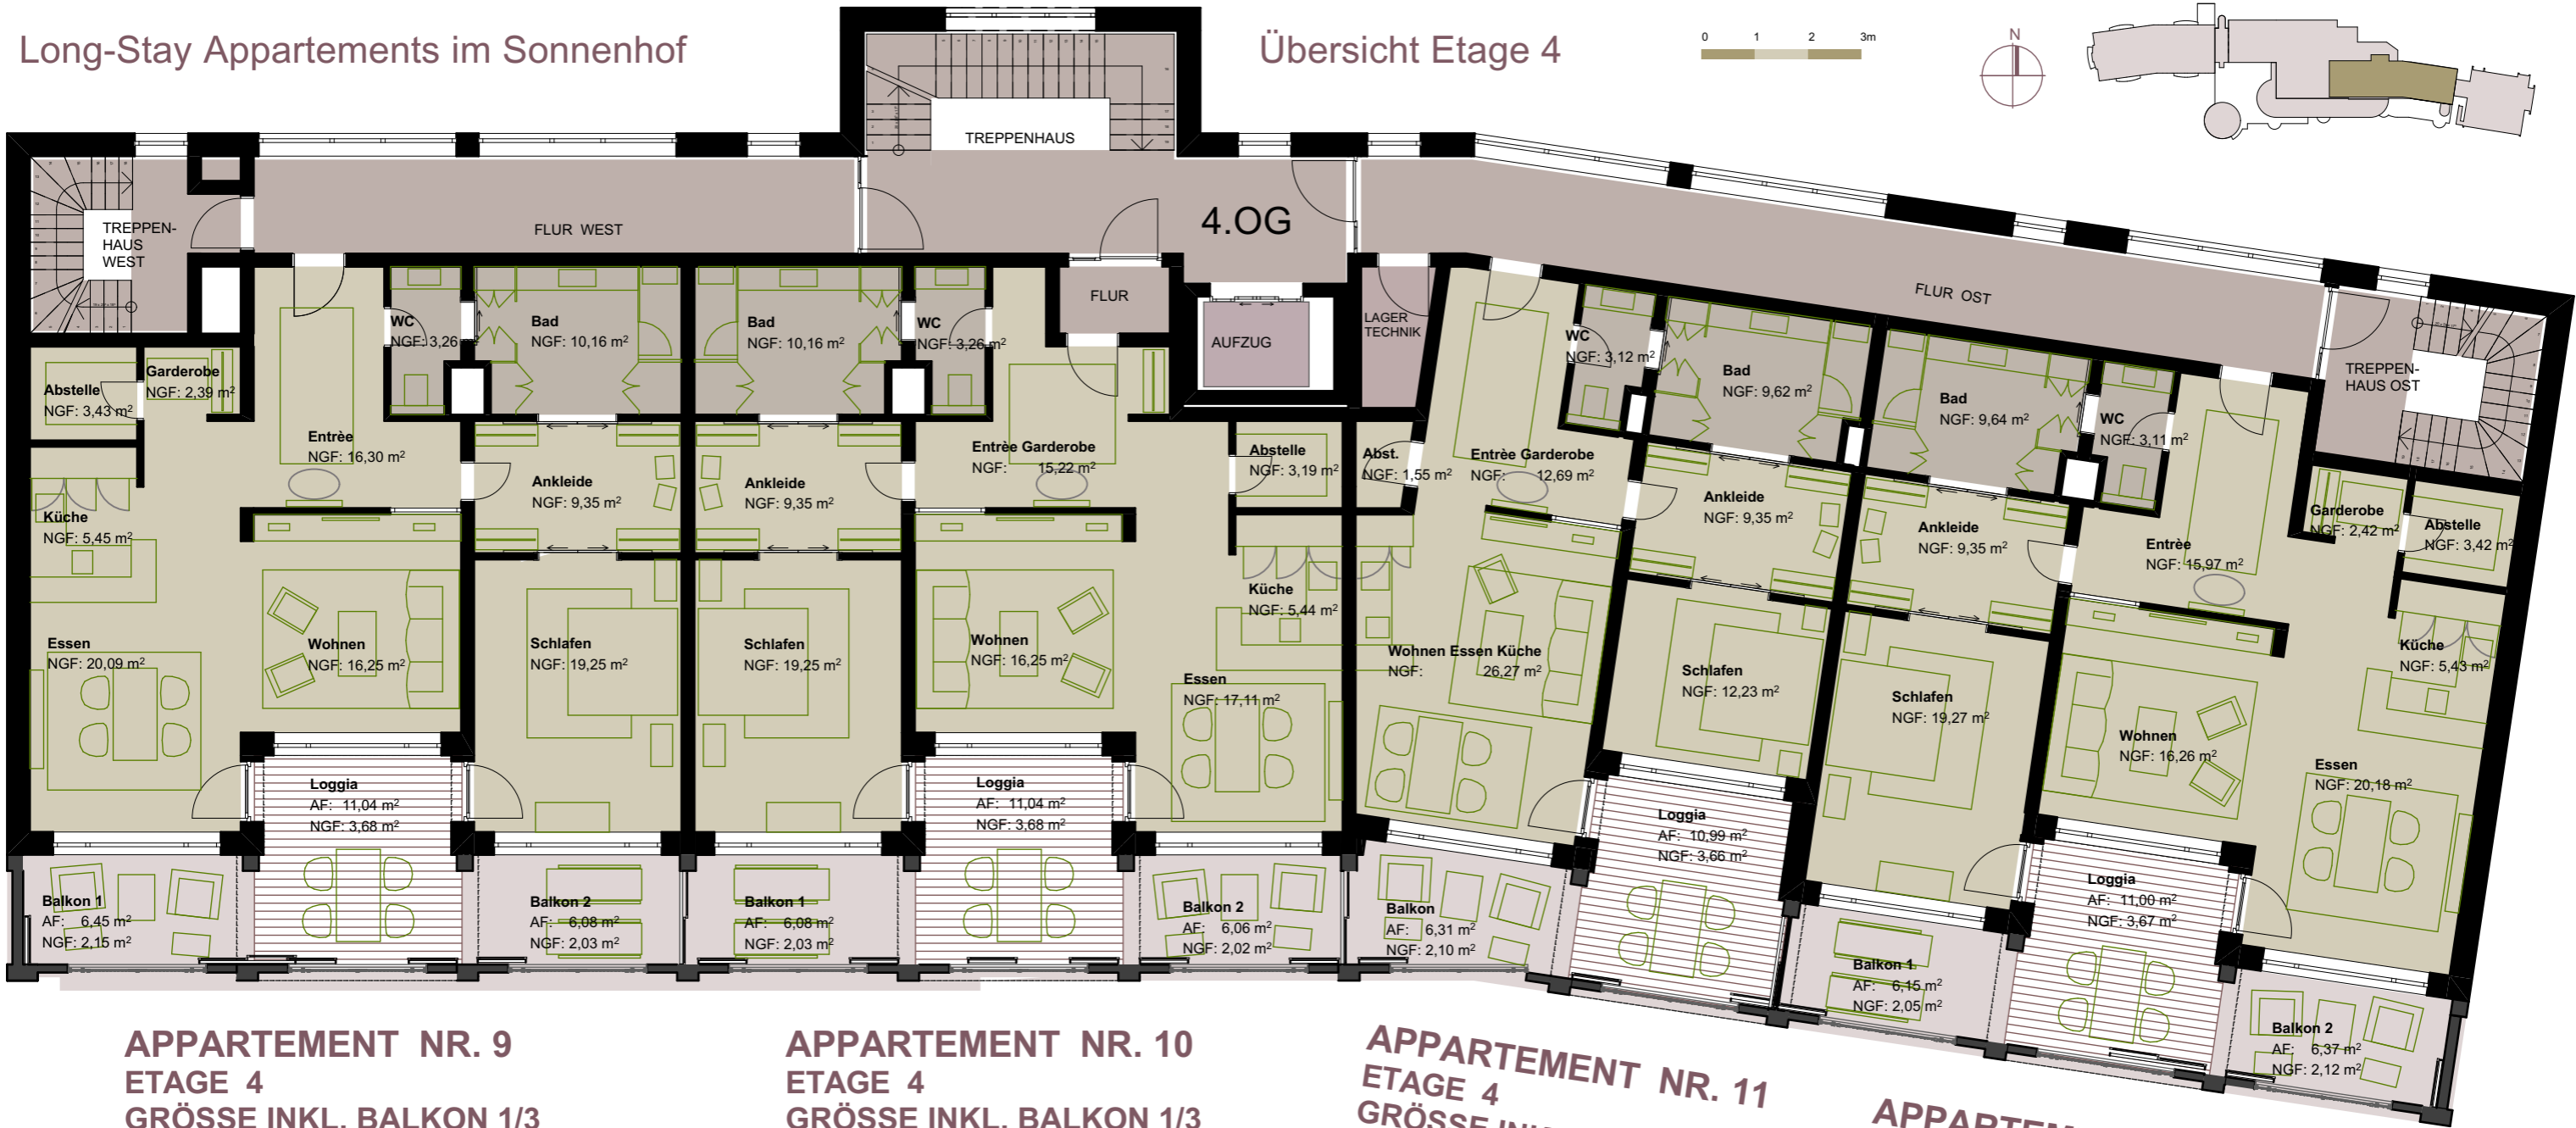 Long-Stay Appartements im Sonnenhof
Übersicht Etage 4
0 1 2 3m
N
TREPPENHAUS
4.OG
FLUR WEST
TREPPEN-
HAUS
WEST
FLUR
AUFZUG
LAGER
TECHNIK
FLUR OST
TREPPEN-
HAUS OST
Abstelle
NGF: 3,43 m²
Garderobe
NGF: 2,39 m²
Entrèe
NGF: 16,30 m²
WC
NGF: 3,26 m²
Bad
NGF: 10,16 m²
Ankleide
NGF: 9,35 m²
Küche
NGF: 5,45 m²
Essen
NGF: 20,09 m²
Wohnen
NGF: 16,25 m²
Schlafen
NGF: 19,25 m²
Loggia
AF: 11,04 m²
NGF: 3,68 m²
Balkon 1
AF: 6,45 m²
NGF: 2,15 m²
Balkon 2
AF: 6,08 m²
NGF: 2,03 m²
Bad
NGF: 10,16 m²
WC
NGF: 3,26 m²
Ankleide
NGF: 9,35 m²
Entrèe Garderobe
NGF: 15,22 m²
Abstelle
NGF: 3,19 m²
Küche
NGF: 5,44 m²
Schlafen
NGF: 19,25 m²
Wohnen
NGF: 16,25 m²
Essen
NGF: 17,11 m²
Loggia
AF: 11,04 m²
NGF: 3,68 m²
Balkon 1
AF: 6,08 m²
NGF: 2,03 m²
Balkon 2
AF: 6,06 m²
NGF: 2,02 m²
Abst.
NGF: 1,55 m²
Entrèe Garderobe
NGF: 12,69 m²
WC
NGF: 3,12 m²
Bad
NGF: 9,62 m²
Ankleide
NGF: 9,35 m²
Wohnen Essen Küche
NGF: 26,27 m²
Schlafen
NGF: 12,23 m²
Loggia
AF: 10,99 m²
NGF: 3,66 m²
Balkon
AF: 6,31 m²
NGF: 2,10 m²
Bad
NGF: 9,64 m²
WC
NGF: 3,11 m²
Ankleide
NGF: 9,35 m²
Entrèe
NGF: 15,97 m²
Garderobe
NGF: 2,42 m²
Abstelle
NGF: 3,42 m²
Küche
NGF: 5,43 m²
Schlafen
NGF: 19,27 m²
Wohnen
NGF: 16,26 m²
Essen
NGF: 20,18 m²
Loggia
AF: 11,00 m²
NGF: 3,67 m²
Balkon 1
AF: 6,15 m²
NGF: 2,05 m²
Balkon 2
AF: 6,37 m²
NGF: 2,12 m²
APPARTEMENT NR. 9
ETAGE 4
GRÖSSE INKL. BALKON 1/3
APPARTEMENT NR. 10
ETAGE 4
GRÖSSE INKL. BALKON 1/3
APPARTEMENT NR. 11
ETAGE 4
GRÖSSE